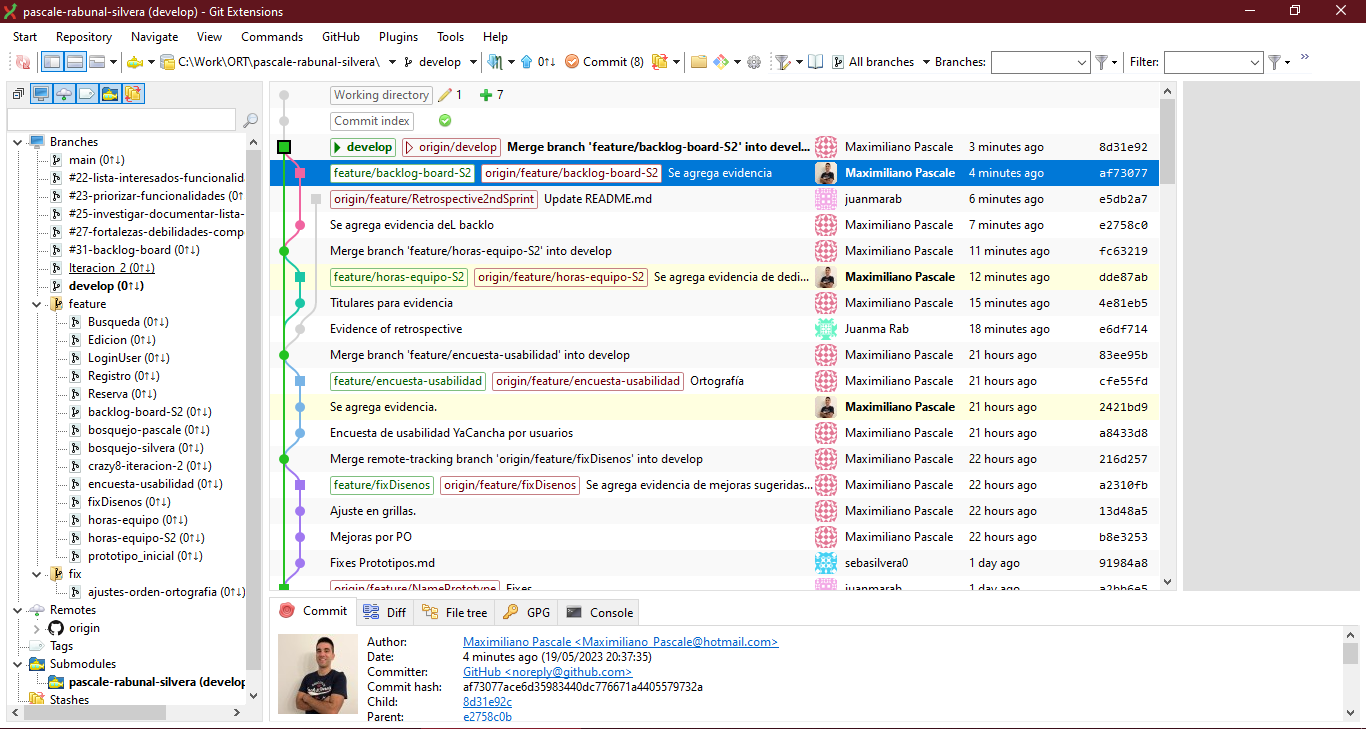 pascale-rabunal-silvera (develop) - Git Extensions
Start Repository Navigate View Commands GitHub Plugins Tools Help
C:\Work\ORT\pascale-rabunal-silvera\ develop 0↑↓ Commit (8) All branches Branches: Filter: »
Branches
main (0↑↓)
#22-lista-interesados-funcionalid
#23-priorizar-funcionalidades (0↑
#25-investigar-documentar-lista-
#27-fortalezas-debilidades-comp
#31-backlog-board (0↑↓)
Iteracion_2 (0↑↓)
develop (0↑↓)
feature
Busqueda (0↑↓)
Edicion (0↑↓)
LoginUser (0↑↓)
Registro (0↑↓)
Reserva (0↑↓)
backlog-board-S2 (0↑↓)
bosquejo-pascale (0↑↓)
bosquejo-silvera (0↑↓)
crazy8-iteracion-2 (0↑↓)
encuesta-usabilidad (0↑↓)
fixDisenos (0↑↓)
horas-equipo (0↑↓)
horas-equipo-S2 (0↑↓)
prototipo_inicial (0↑↓)
fix
ajustes-orden-ortografia (0↑↓)
Remotes
origin
Tags
Submodules
pascale-rabunal-silvera (develop
Stashes
Working directory 1 7
Commit index
develop origin/develop Merge branch 'feature/backlog-board-S2' into devel... Maximiliano Pascale 3 minutes ago 8d31e92
feature/backlog-board-S2 origin/feature/backlog-board-S2 Se agrega evidencia Maximiliano Pascale 4 minutes ago af73077
origin/feature/Retrospective2ndSprint Update README.md juanmarab 6 minutes ago e5db2a7
Se agrega evidencia deL backlo Maximiliano Pascale 7 minutes ago e2758c0
Merge branch 'feature/horas-equipo-S2' into develop Maximiliano Pascale 11 minutes ago fc63219
feature/horas-equipo-S2 origin/feature/horas-equipo-S2 Se agrega evidencia de dedi... Maximiliano Pascale 12 minutes ago dde87ab
Titulares para evidencia Maximiliano Pascale 15 minutes ago 4e81eb5
Evidence of retrospective Juanma Rab 18 minutes ago e6df714
Merge branch 'feature/encuesta-usabilidad' into develop Maximiliano Pascale 21 hours ago 83ee95b
feature/encuesta-usabilidad origin/feature/encuesta-usabilidad Ortografía Maximiliano Pascale 21 hours ago cfe55fd
Se agrega evidencia. Maximiliano Pascale 21 hours ago 2421bd9
Encuesta de usabilidad YaCancha por usuarios Maximiliano Pascale 21 hours ago a8433d8
Merge remote-tracking branch 'origin/feature/fixDisenos' into develop Maximiliano Pascale 22 hours ago 216d257
feature/fixDisenos origin/feature/fixDisenos Se agrega evidencia de mejoras sugeridas... Maximiliano Pascale 22 hours ago a2310fb
Ajuste en grillas. Maximiliano Pascale 22 hours ago 13d48a5
Mejoras por PO Maximiliano Pascale 22 hours ago b8e3253
Fixes Prototipos.md sebasilvera0 1 day ago 91984a8
origin/feature/NamePrototype Fixes juanmarab 1 day ago a2bb6e5
Commit Diff File tree GPG Console
Author: Maximiliano Pascale <Maximiliano_Pascale@hotmail.com>
Date: 4 minutes ago (19/05/2023 20:37:35)
Committer: GitHub <noreply@github.com>
Commit hash: af73077ace6d35983440dc776671a4405579732a
Child: 8d31e92c
Parent: e2758c0b